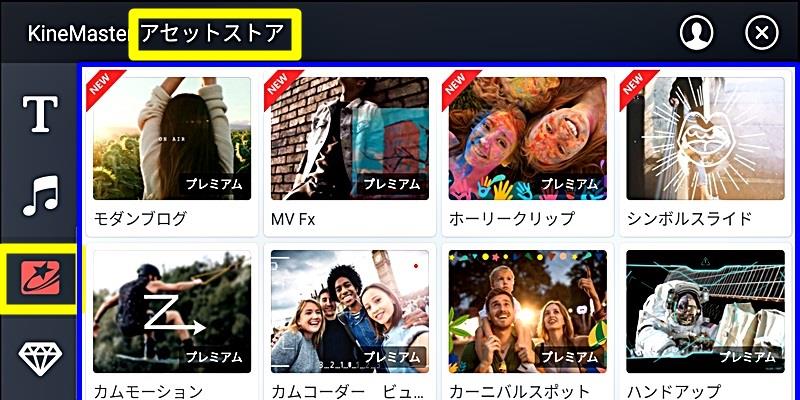 KineMaster アセットストア
T
NEW
NEW
NEW
NEW
ON AIR
プレミアム
プレミアム
プレミアム
プレミアム
モダンブログ
MV Fx
ホーリークリップ
シンボルスライド
プレミアム
プレミアム
プレミアム
プレミアム
カムモーション
カムコーダー ビュ...
カーニバルスポット
ハンドアップ